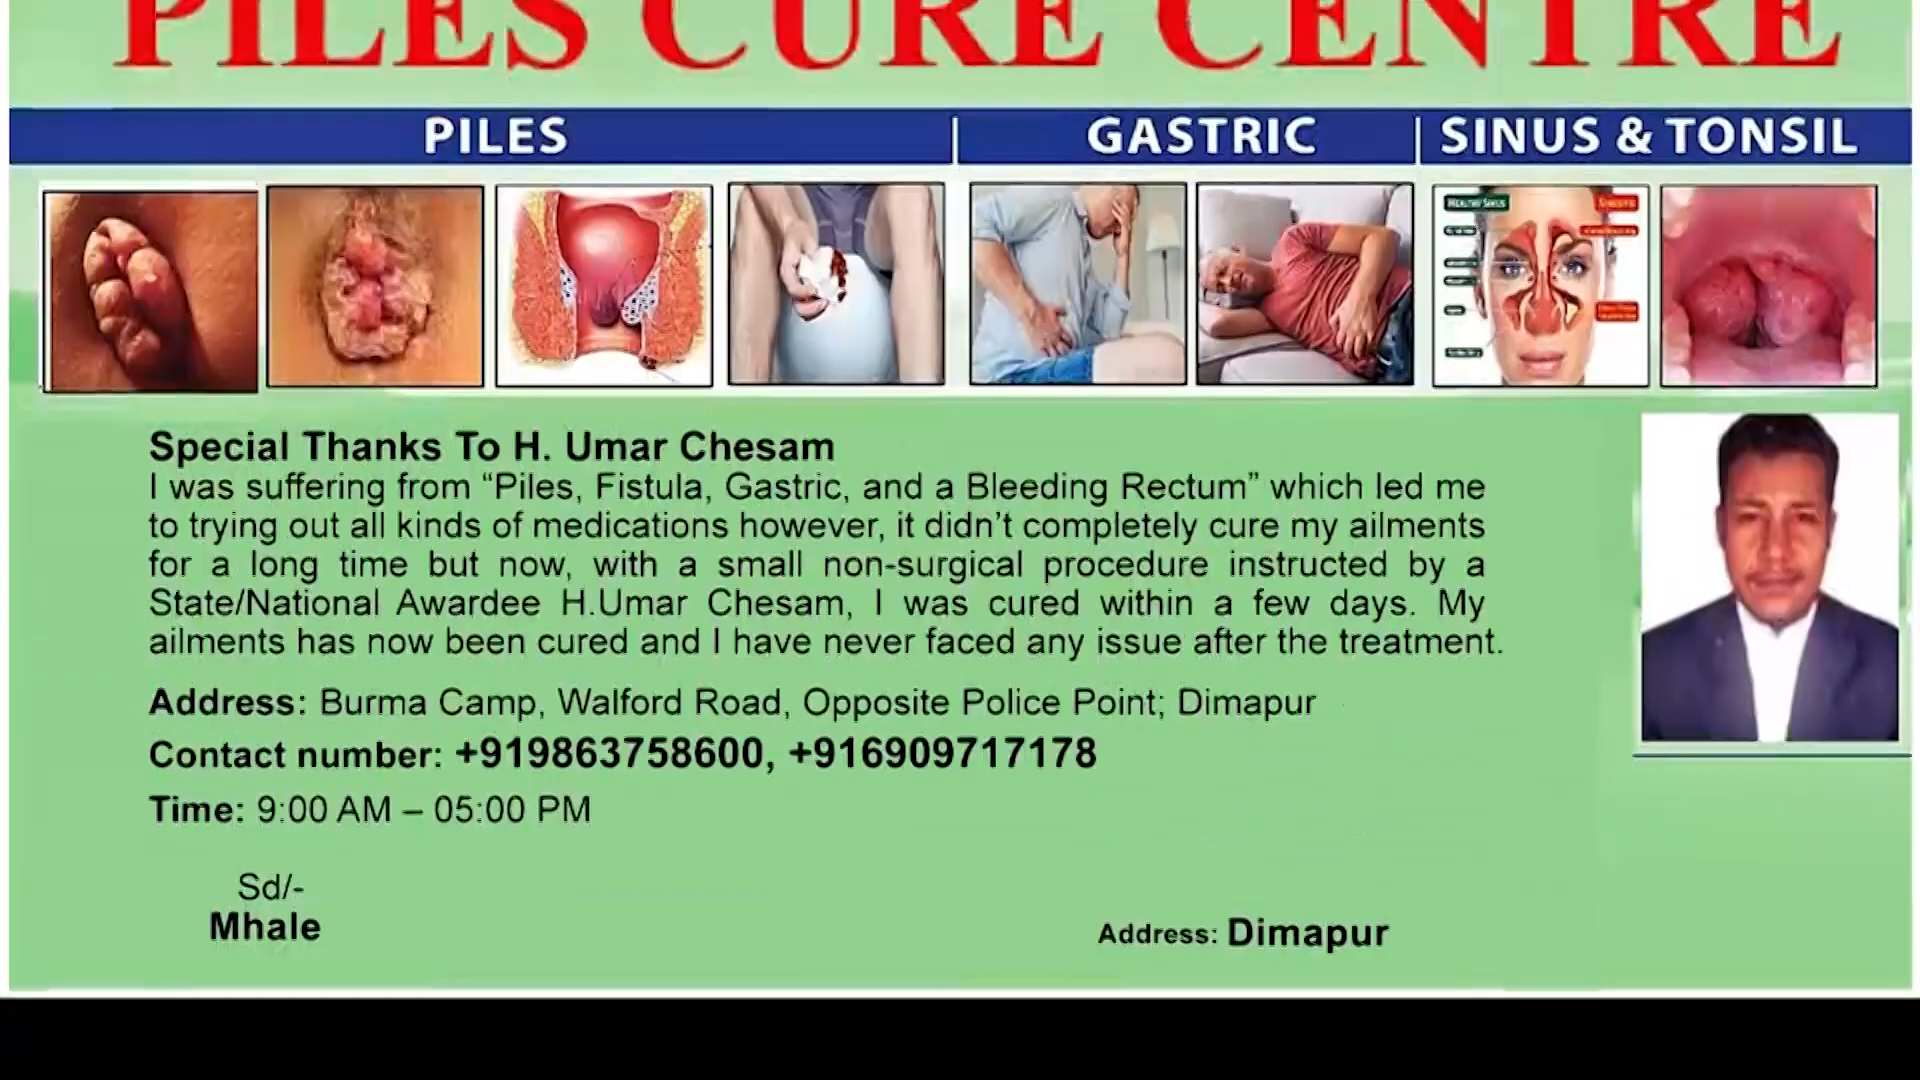 PILES CURE CENTRE
PILES | GASTRIC | SINUS & TONSIL
HEALTHY SINUS
SINUSITIS
Special Thanks To H. Umar Chesam
I was suffering from “Piles, Fistula, Gastric, and a Bleeding Rectum” which led me
to trying out all kinds of medications however, it didn’t completely cure my ailments
for a long time but now, with a small non-surgical procedure instructed by a
State/National Awardee H.Umar Chesam, I was cured within a few days. My
ailments has now been cured and I have never faced any issue after the treatment.
Address: Burma Camp, Walford Road, Opposite Police Point; Dimapur
Contact number: +919863758600, +916909717178
Time: 9:00 AM – 05:00 PM
Sd/-
Mhale
Address: Dimapur